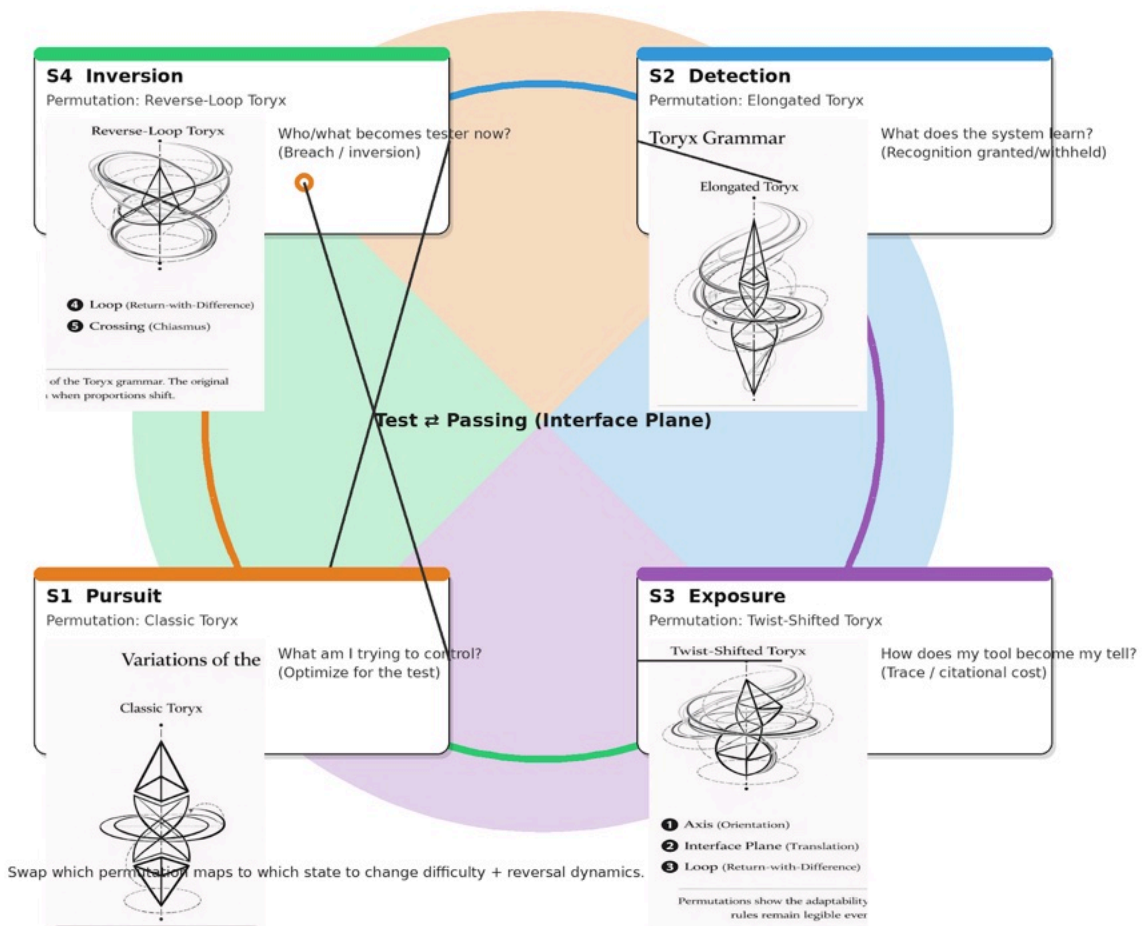 S4 Inversion
Permutation: Reverse-Loop Toryx
Reverse-Loop Toryx
Who/what becomes tester now?
(Breach / inversion)
4 Loop (Return-with-Difference)
5 Crossing (Chiasmus)
of the Toryx grammar. The original
when proportions shift.
S2 Detection
Permutation: Elongated Toryx
Toryx Grammar
Elongated Toryx
What does the system learn?
(Recognition granted/withheld)
Test ⇄ Passing (Interface Plane)
S1 Pursuit
Permutation: Classic Toryx
Variations of the
Classic Toryx
What am I trying to control?
(Optimize for the test)
S3 Exposure
Permutation: Twist-Shifted Toryx
Twist-Shifted Toryx
How does my tool become my tell?
(Trace / citational cost)
1 Axis (Orientation)
2 Interface Plane (Translation)
3 Loop (Return-with-Difference)
Permutations show the adaptability
rules remain legible ever
Swap which permutation maps to which state to change difficulty + reversal dynamics.